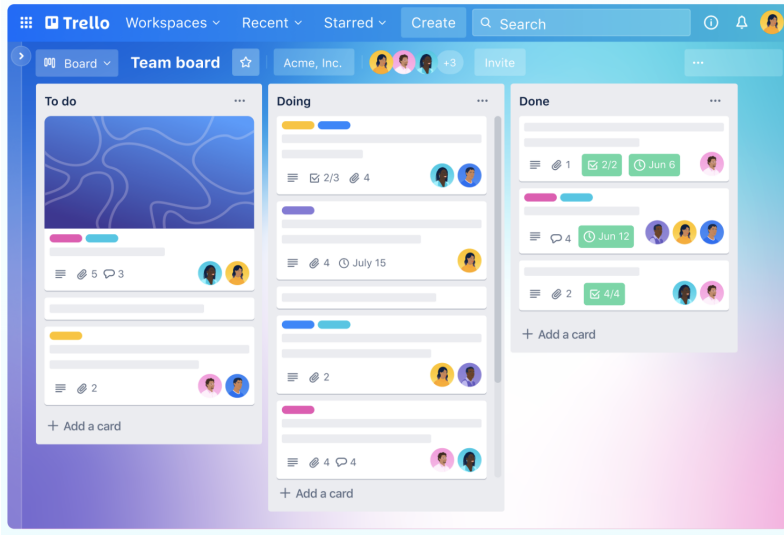 Trello Workspaces Recent Starred Create Search
Board Team board Acme, Inc. +3 Invite
To do
5 3
2
Add a card
Doing
2/3 4
4 July 15
2
4 4
Add a card
Done
1 2/2 Jun 6
4 Jun 12
2 4/4
Add a card